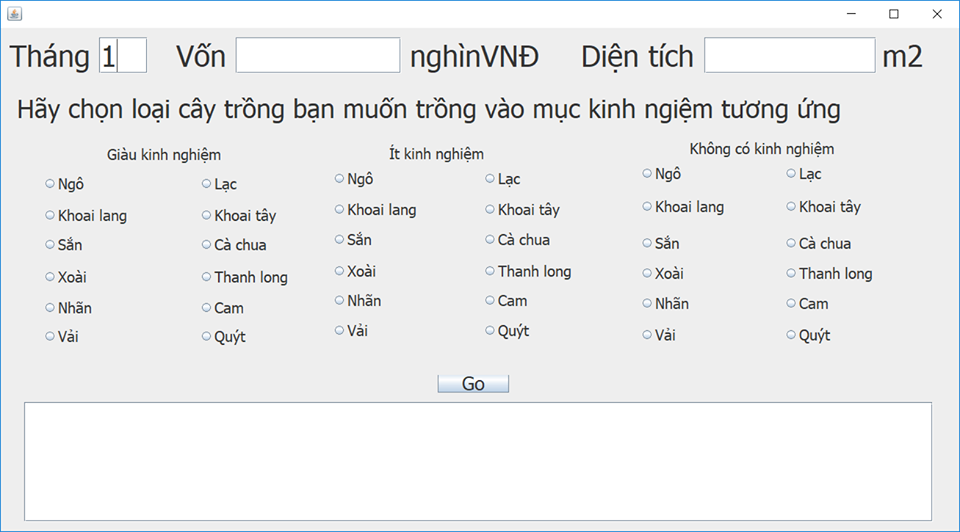 Tháng 1 Vốn nghìnVNĐ Diện tích m2
Hãy chọn loại cây trồng bạn muốn trồng vào mục kinh ngiệm tương ứng
Giàu kinh nghiệm
Ngô Lạc
Khoai lang Khoai tây
Sắn Cà chua
Xoài Thanh long
Nhãn Cam
Vải Quýt
Ít kinh nghiệm
Ngô Lạc
Khoai lang Khoai tây
Sắn Cà chua
Xoài Thanh long
Nhãn Cam
Vải Quýt
Không có kinh nghiệm
Ngô Lạc
Khoai lang Khoai tây
Sắn Cà chua
Xoài Thanh long
Nhãn Cam
Vải Quýt
Go